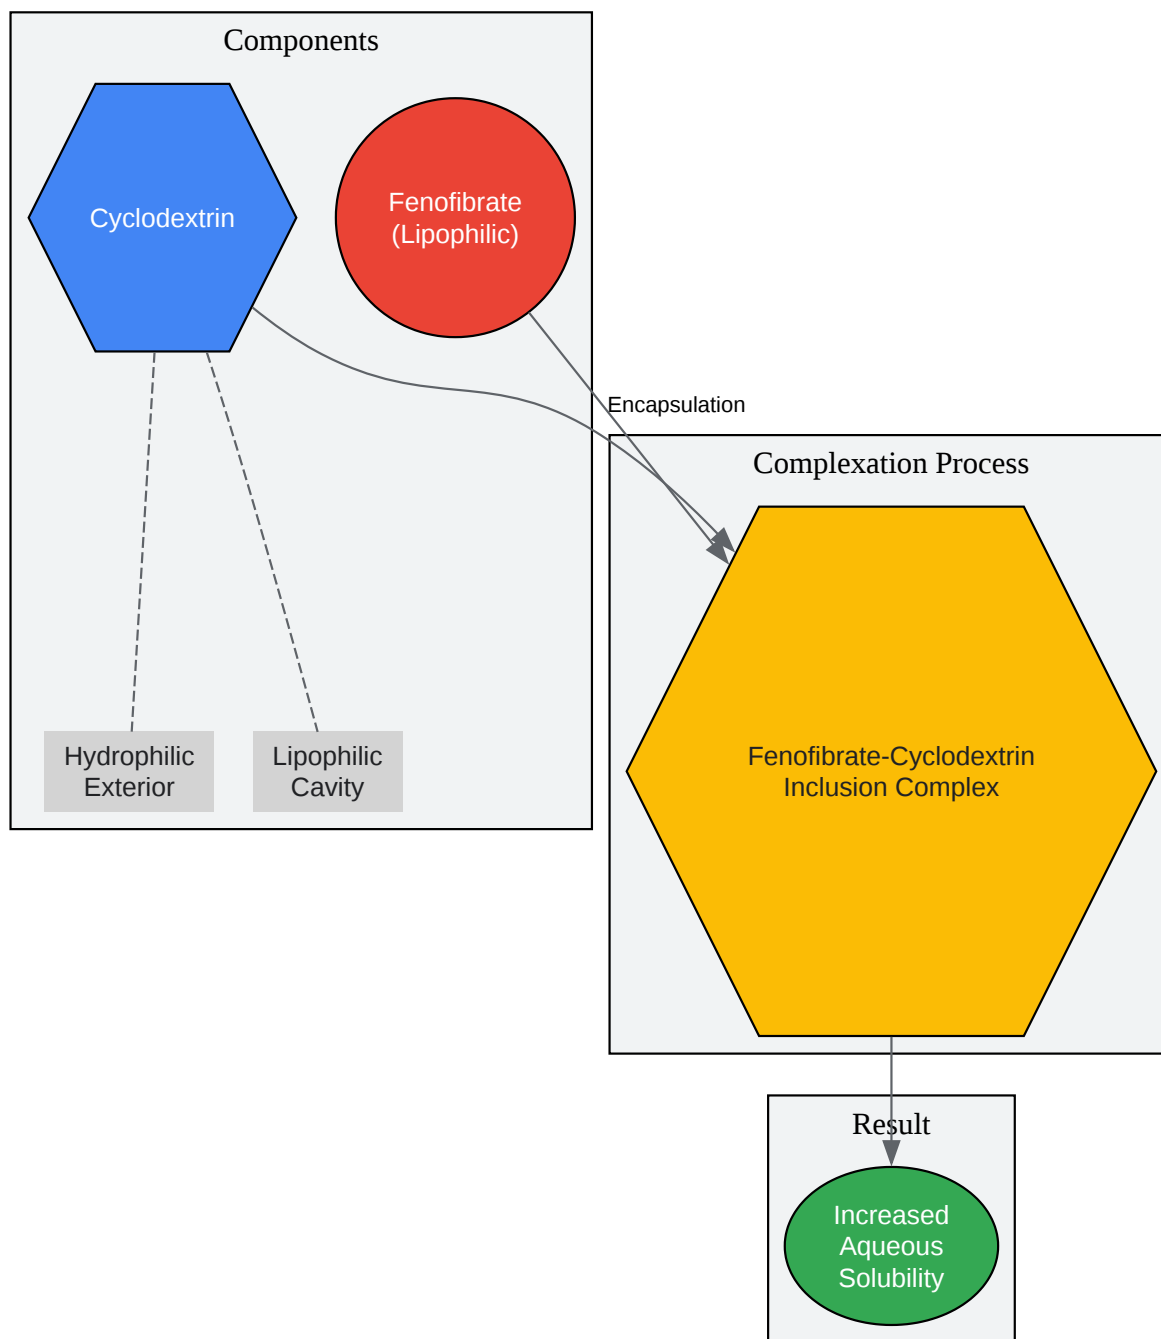 Components
Cyclodextrin
Fenofibrate
(Lipophilic)
Encapsulation
Complexation Process
Hydrophilic
Exterior
Lipophilic
Cavity
Fenofibrate-Cyclodextrin
Inclusion Complex
Result
Increased
Aqueous
Solubility